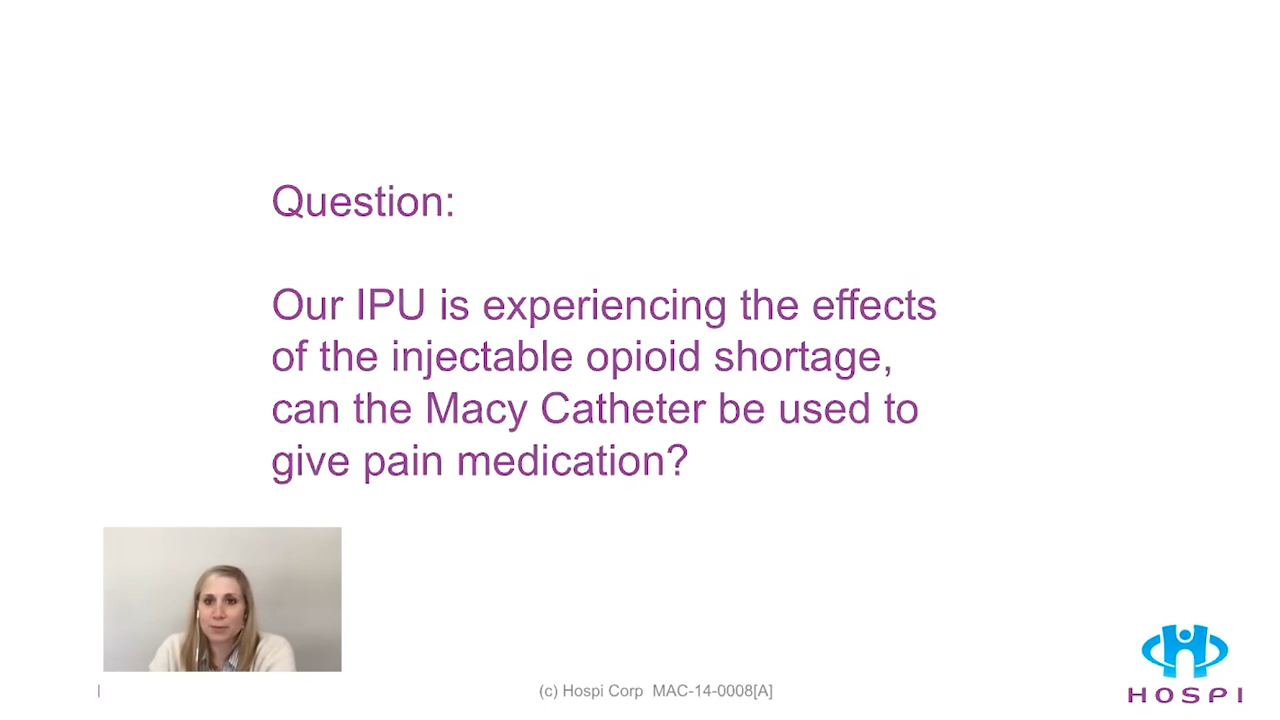 Question:
Our IPU is experiencing the effects
of the injectable opioid shortage,
can the Macy Catheter be used to
give pain medication?
(c) Hospi Corp MAC-14-0008[A]
HOSPI